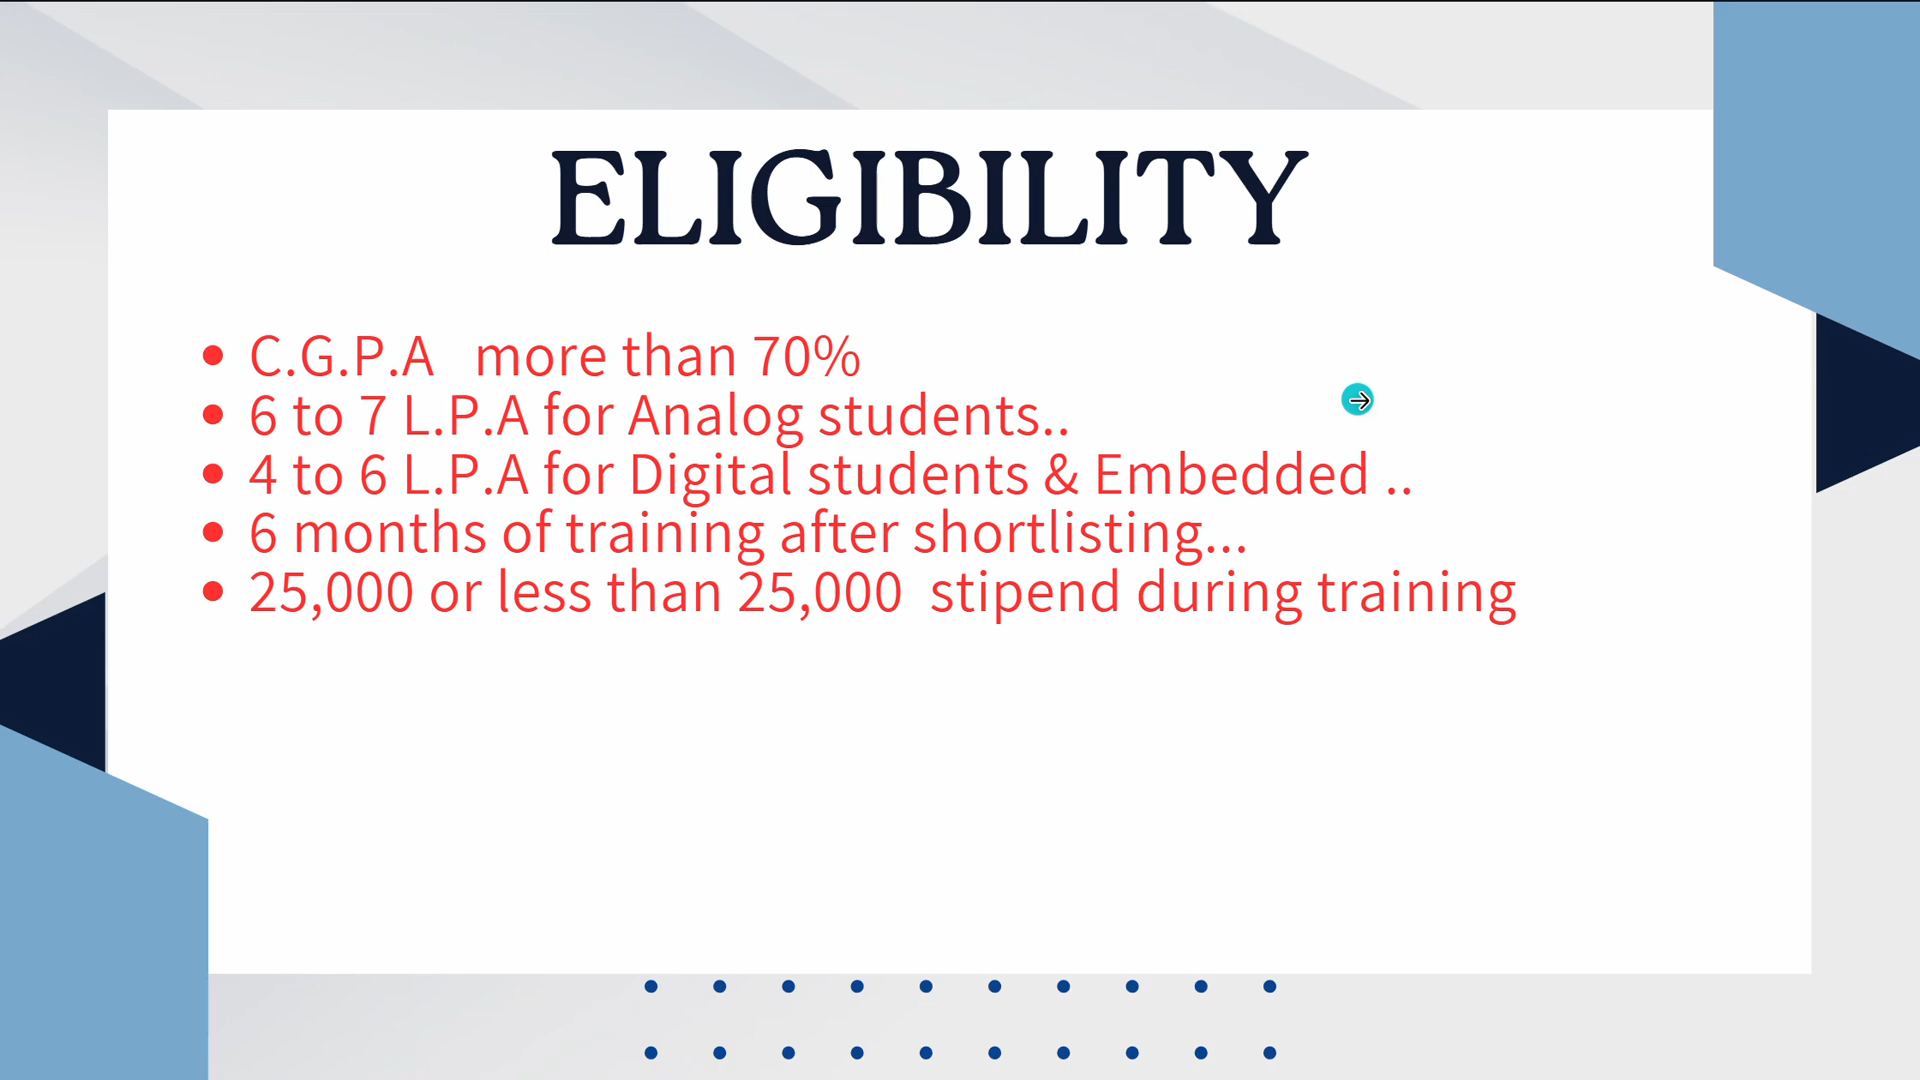 ELIGIBILITY
• C.G.P.A more than 70%
• 6 to 7 L.P.A for Analog students..
• 4 to 6 L.P.A for Digital students & Embedded ..
• 6 months of training after shortlisting...
• 25,000 or less than 25,000 stipend during training